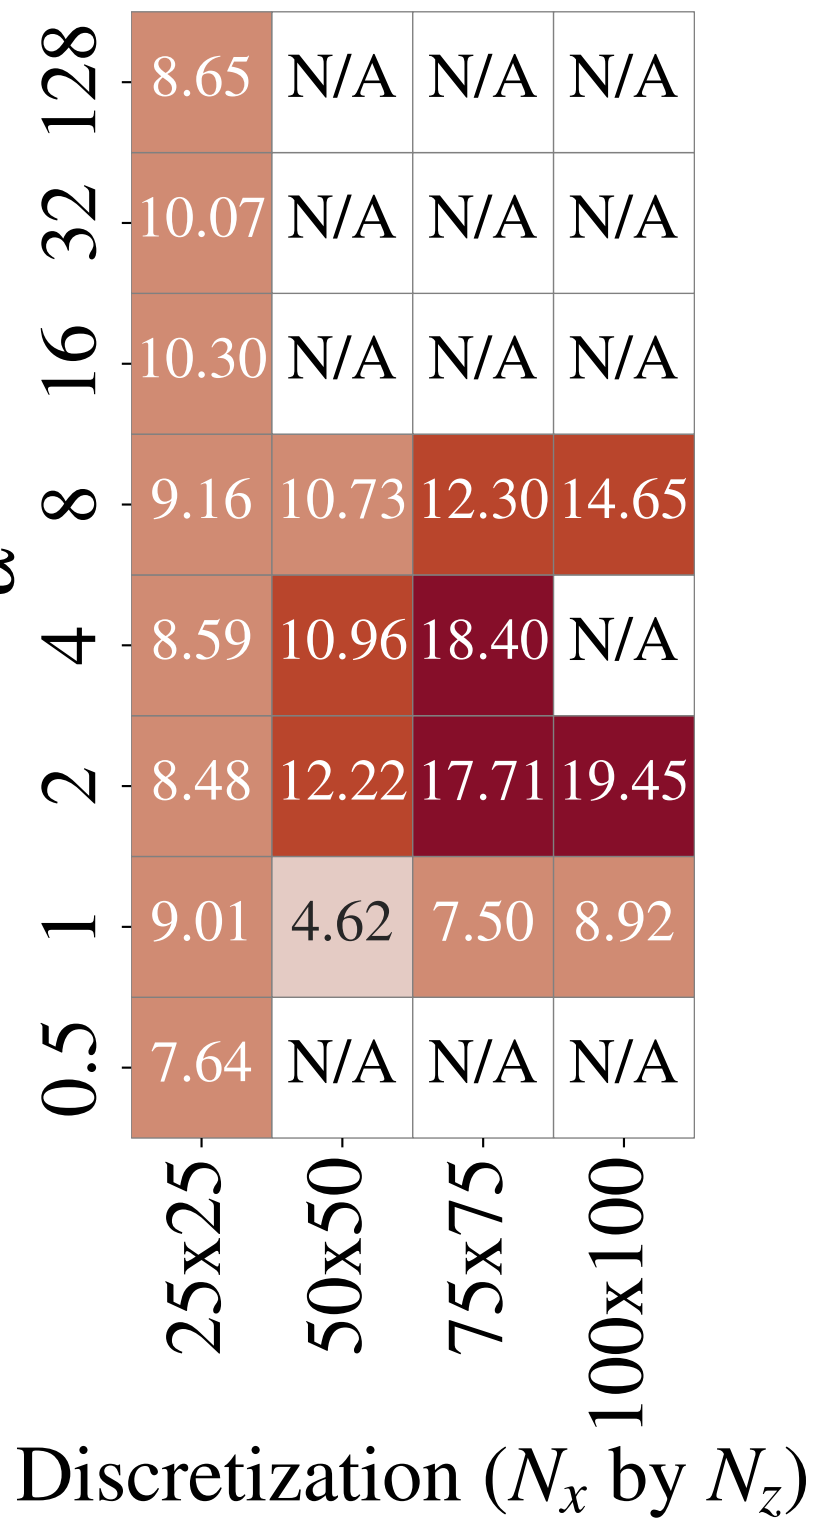 128 8.65 N/A N/A N/A
32 10.07 N/A N/A N/A
16 10.30 N/A N/A N/A
8 9.16 10.73 12.30 14.65
4 8.59 10.96 18.40 N/A
2 8.48 12.22 17.71 19.45
1 9.01 4.62 7.50 8.92
0.5 7.64 N/A N/A N/A
25x25 50x50 75x75 100x100
Discretization (Nx by Nz)